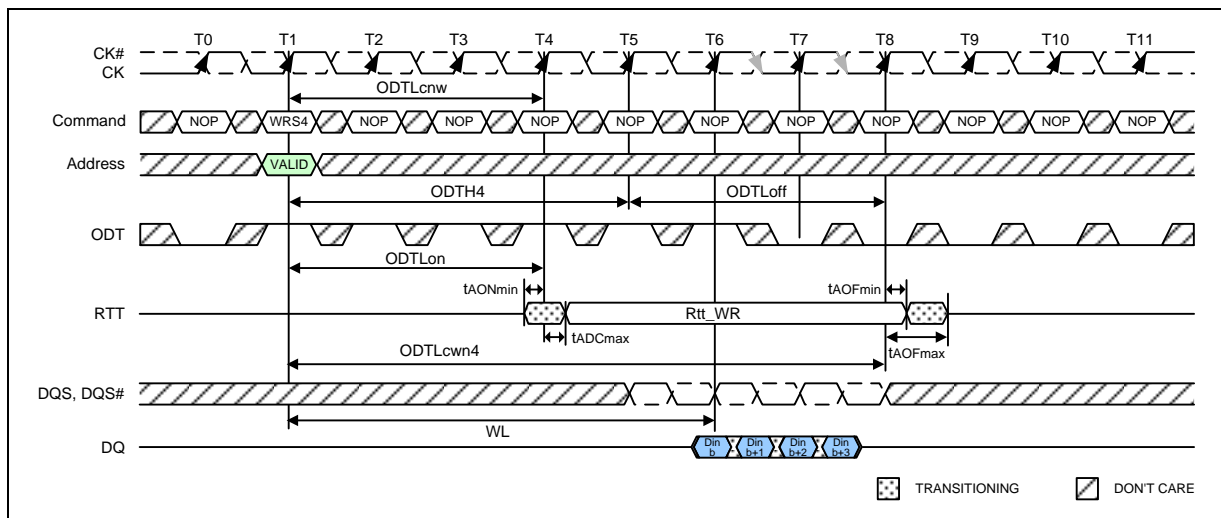 T0 T1 T2 T3 T4 T5 T6 T7 T8 T9 T10 T11
CK#
CK
ODTLcnw
Command NOP WRS4 NOP NOP NOP NOP NOP NOP NOP NOP NOP NOP
Address VALID
ODTH4 ODTLoff
ODT
ODTLon
tAONmin tAOFmin
RTT Rtt_WR
tADCmax tAOFmax
ODTLcwn4
DQS, DQS#
WL
DQ Din b Din b+1 Din b+2 Din b+3
TRANSITIONING DON'T CARE